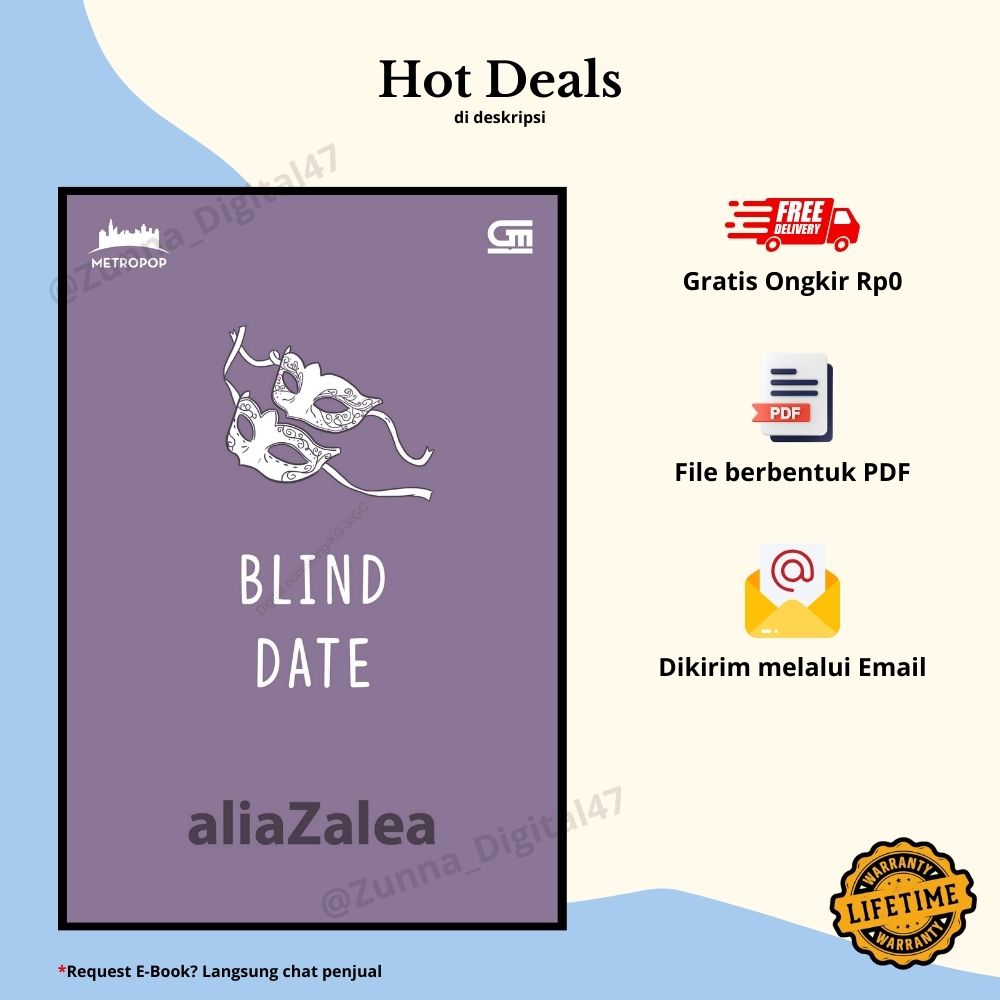 Hot Deals
di deskripsi
@Zunna_Digital47
METROPOP
GM
FREE
DELIVERY
Gratis Ongkir Rp0
PDF
File berbentuk PDF
@
Dikirim melalui Email
BLIND
DATE
aliaZalea
@Zunna_Digital47
WARRANTY
LIFETIME
WARRANTY
*Request E-Book? Langsung chat penjual